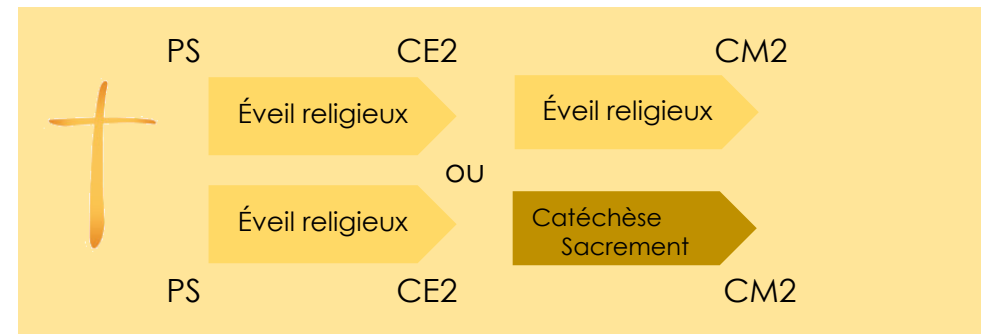 PS CE2 CM2
Éveil religieux Éveil religieux
ou
Éveil religieux Catéchèse
Sacrement
PS CE2 CM2